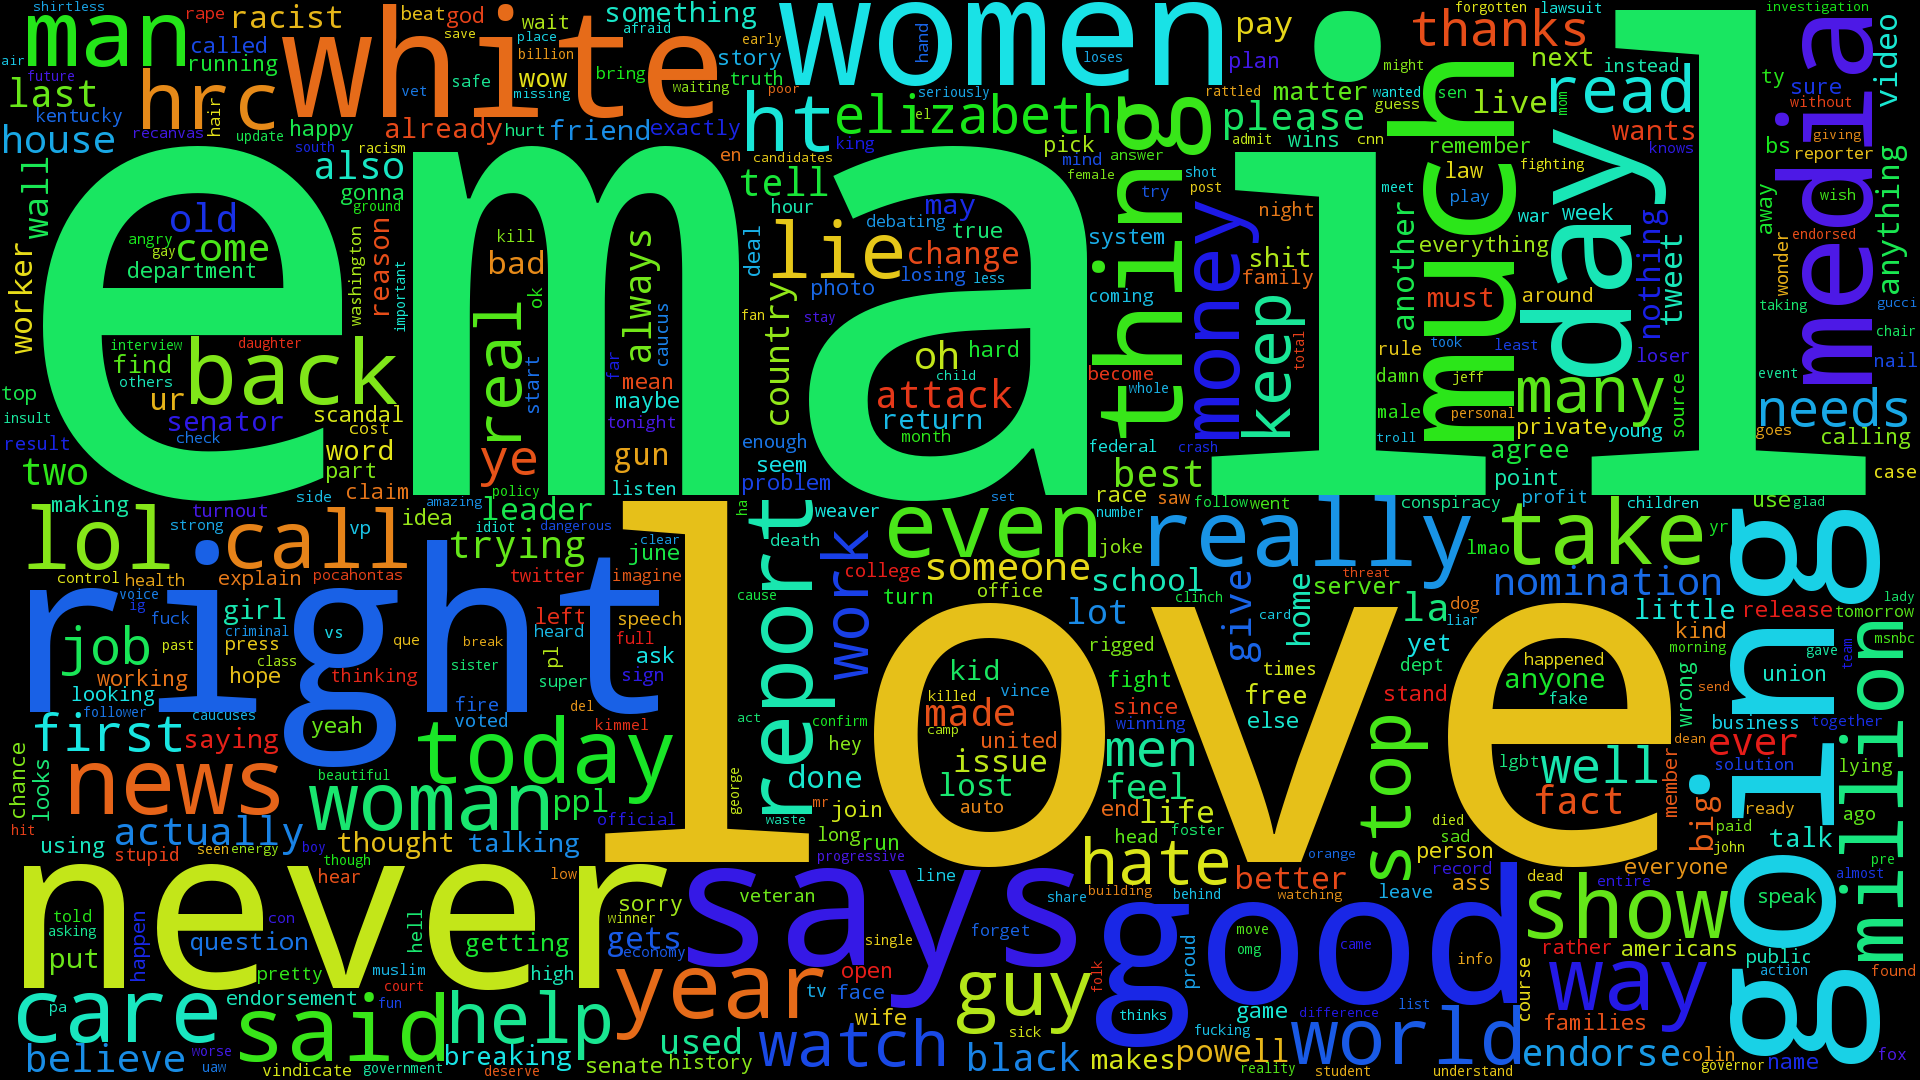 email
love
right
never
going
good
white
women
says
much
day
media
thing
news
man
hrc
back
lol
call
today
woman
report
even
really
take
million
show
way
world
watch
guy
year
help
said
care
hate
stop
money
keep
many
needs
read
thanks
elizabeth
ht
lie
real
ye
always
country
attack
change
return
oh
hard
child
month
losing
less
debating
true
may
photo
stay
fan
deal
hour
tell
candidates
king
pick
mind
female
answer
try
shot
post
please
matter
wins
rattled
admit
guess
cnn
might
sen
live
next
forgotten
lawsuit
instead
wants
remember
law
fighting
knows
investigation
video
ty
sure
without
giving
bs
reporter
anything
away
wish
wonder
endorsed
taking
gucci
chair
nail
event
loser
nothing
tweet
week
war
play
everything
around
another
must
meet
night
shit
family
system
coming
become
whole
total
rule
took
least
damn
jeff
male
personal
troll
private
young
source
goes
calling
case
agree
point
best
federal
crash
race
saw
follow
went
number
conspiracy
profit
children
use
glad
yr
shirtless
rape
racist
beat
god
wait
something
save
place
afraid
early
billion
called
running
air
future
last
kentucky
hair
vet
safe
wow
missing
bring
story
truth
waiting
poor
pay
plan
hand
seriously
loses
el
house
recanvas
update
happy
already
hurt
friend
exactly
south
racism
also
gonna
ground
en
wall
worker
old
angry
gay
come
department
washington
reason
important
kill
bad
ok
start
far
caucus
mean
maybe
tonight
gun
listen
interview
daughter
find
others
ur
senator
check
scandal
cost
word
part
top
insult
result
two
making
turnout
strong
side
claim
vp
idea
leader
amazing
policy
idiot
dangerous
trying
clear
june
imagine
twitter
enough
seem
problem
set
ha
weaver
death
work
college
cause
turn
someone
office
joke
school
clinch
threat
server
card
home
give
lot
la
lmao
nomination
dog
liar
little
release
tomorrow
lady
kind
morning
msnbc
yet
dept
stand
rigged
fight
since
winning
times
free
else
men
feel
end
life
head
foster
orange
happened
anyone
fake
wrong
send
gave
team
union
business
together
dean
ever
solution
lying
lgbt
well
fact
member
big
ready
ago
paid
john
talk
pre
almost
control
health
voice
explain
pocahontas
ig
fuck
girl
criminal
press
class
vs
que
job
past
working
hope
looking
thinking
follower
caucuses
yeah
left
heard
speech
full
break
sister
ask
sign
pl
super
fire
del
voted
kimmel
first
saying
chance
looks
beautiful
hit
using
actually
stupid
seen
energy
boy
though
hear
thought
talking
ppl
official
low
act
confirm
hey
george
done
mr
join
waste
long
run
progressive
kid
killed
vince
made
camp
united
issue
lost
auto
better
building
behind
watching
share
line
veteran
died
sad
person
record
leave
ass
dead
everyone
entire
speak
rather
americans
public
action
found
told
asking
con
put
happen
question
pretty
hell
muslim
court
fun
getting
high
sorry
winner
gets
economy
single
forget
open
tv
face
wife
sick
folk
proud
move
omg
came
info
thinks
fucking
game
difference
list
course
families
pa
endorsement
believe
worse
uaw
vindicate
government
breaking
deserve
senate
used
history
black
makes
powell
reality
student
understand
endorse
colin
governor
name
fox